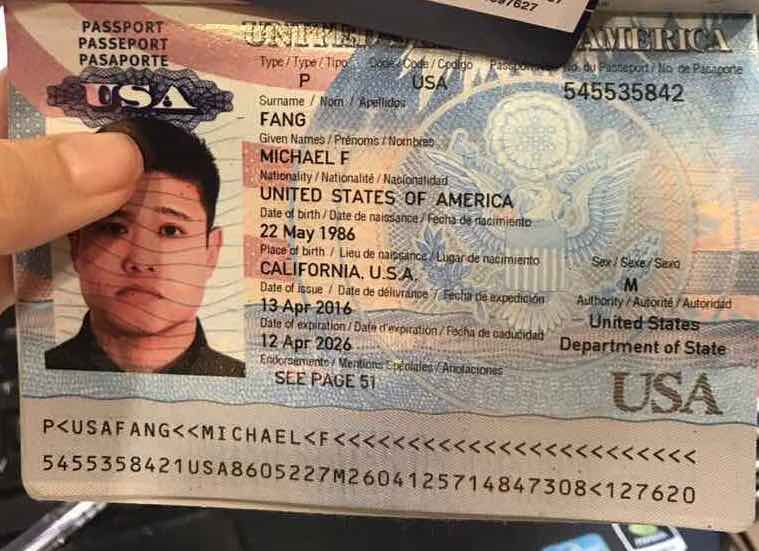 PASSPORT
PASSEPORT
PASAPORTE
USA
AMERICA
Type / Type / Tipo Code / Code / Codigo No. du Passeport / No. de Pasaporte
P USA 545535842
Surname / Nom / Apellidos
FANG
Given Names / Prénoms / Nombres
MICHAEL F
Nationality / Nationalité / Nacionalidad
UNITED STATES OF AMERICA
Date of birth / Date de naissance / Fecha de nacimiento
22 May 1986
Place of birth / Lieu de naissance / Lugar de nacimiento
CALIFORNIA, U.S.A.
Sex / Sexe / Sexo
M
Date of issue / Date de délivrance / Fecha de expedición
13 Apr 2016
Authority / Autorité / Autoridad
United States
Department of State
Date of expiration / Date d'expiration / Fecha de caducidad
12 Apr 2026
Endorsements / Mentions Spéciales / Anotaciones
SEE PAGE 51
USA
P<USAFANG<<MICHAEL<F<<<<<<<<<<<<<<<<<<<<<<<<
5455358421USA8605227M2604125714847308<127620